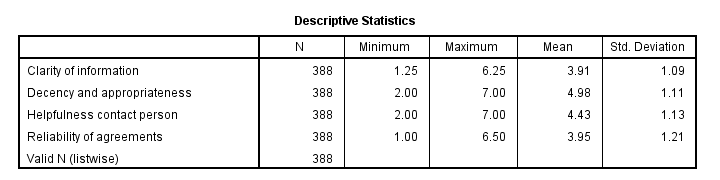 Descriptive Statistics
N Minimum Maximum Mean Std. Deviation
Clarity of information 388 1.25 6.25 3.91 1.09
Decency and appropriateness 388 2.00 7.00 4.98 1.11
Helpfulness contact person 388 2.00 7.00 4.43 1.13
Reliability of agreements 388 1.00 6.50 3.95 1.21
Valid N (listwise) 388